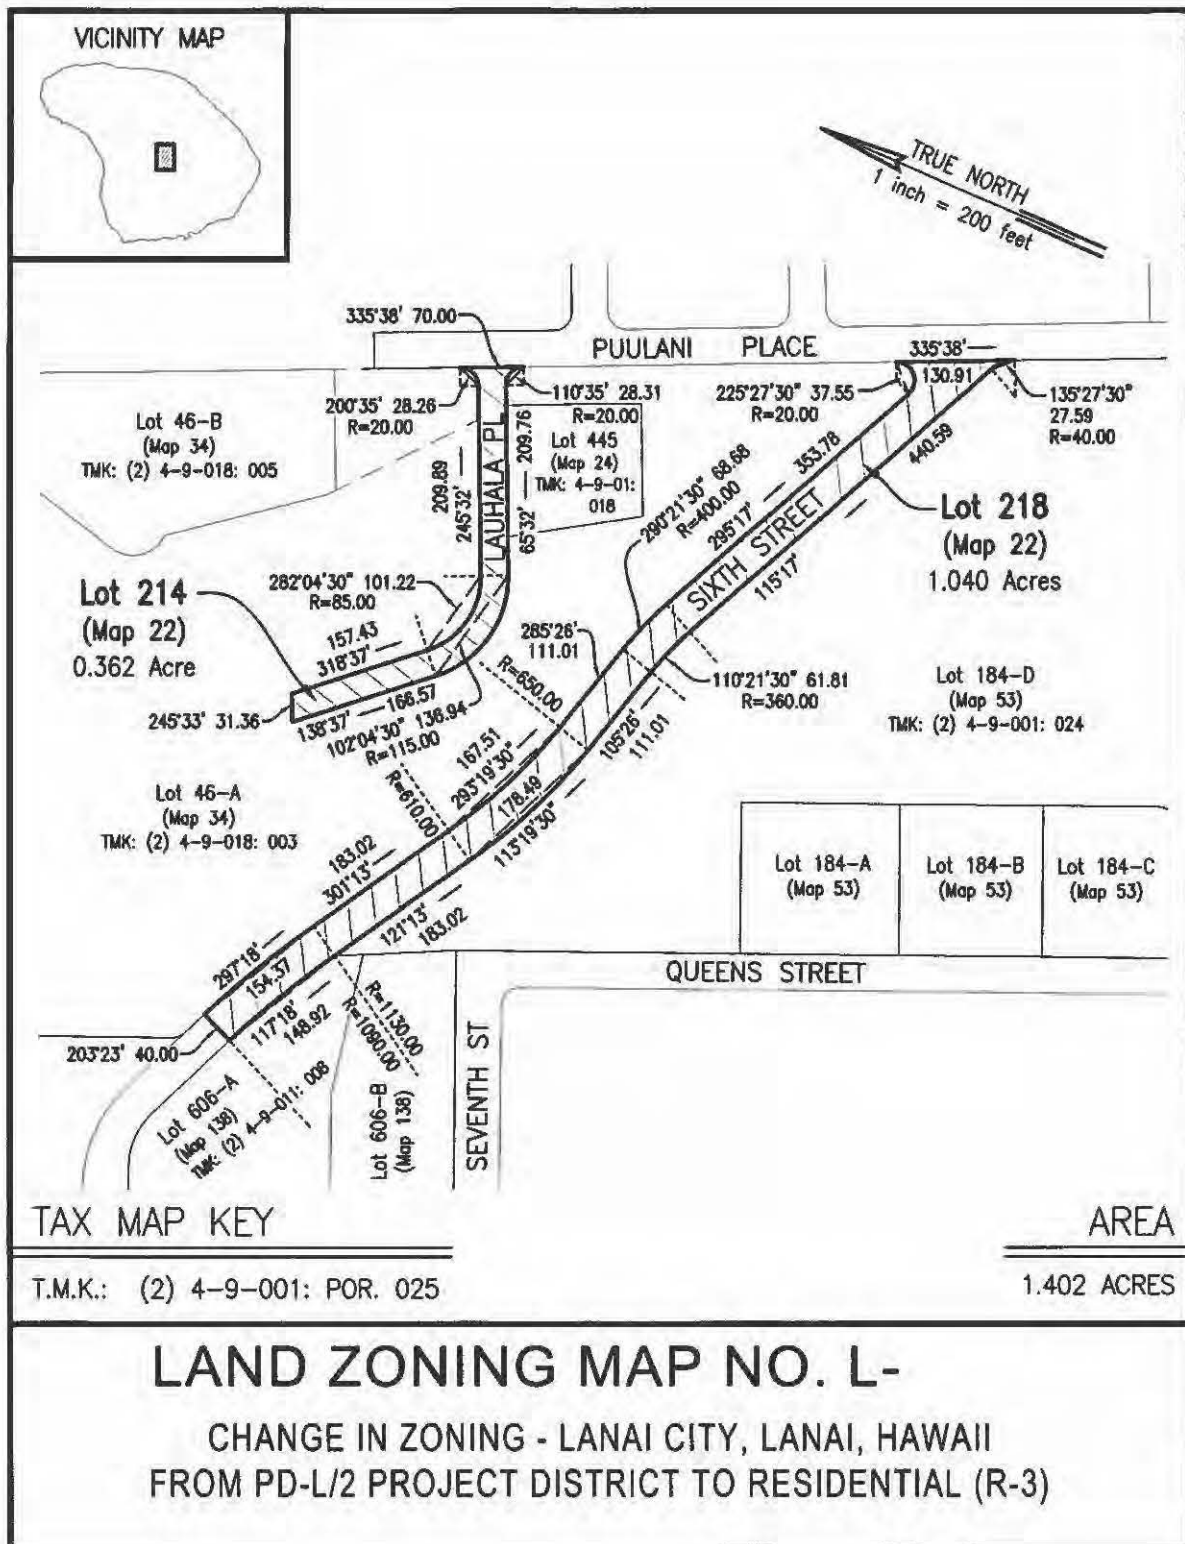 VICINITY MAP
TRUE NORTH
1 inch = 200 feet
335°38' 70.00
PUULANI PLACE
335°38'
130.91
200°35' 28.26
R=20.00
110°35' 28.31
R=20.00
225°27'30" 37.55
R=20.00
135°27'30"
27.59
R=40.00
Lot 46-B
(Map 34)
TMK: (2) 4-9-018: 005
LAUHALA PL
209.89
245°32'
209.76
65°32'
Lot 445
(Map 24)
TMK: 4-9-01:
018
290°21'30" 68.68
R=400.00
353.78
295°17'
440.59
115°17'
SIXTH STREET
Lot 218
(Map 22)
1.040 Acres
Lot 214
(Map 22)
0.362 Acre
282°04'30" 101.22
R=85.00
157.43
318°37'
245°33' 31.36
166.57
138°37'
102°04'30" 136.94
R=115.00
285°26'
111.01
R=650.00
110°21'30" 61.81
R=360.00
105°26'
111.01
Lot 184-D
(Map 53)
TMK: (2) 4-9-001: 024
167.51
293°19'30"
R=610.00
178.49
113°19'30"
Lot 46-A
(Map 34)
TMK: (2) 4-9-018: 003
183.02
301°13'
121°13'
183.02
Lot 184-A
(Map 53)
Lot 184-B
(Map 53)
Lot 184-C
(Map 53)
QUEENS STREET
297°18'
154.37
117°18'
148.92
R=1130.00
R=1090.00
203°23' 40.00
Lot 606-A
(Map 138)
TMK: (2) 4-9-011: 008
Lot 606-B
(Map 138)
SEVENTH ST
TAX MAP KEY
AREA
T.M.K.: (2) 4-9-001: POR. 025
1.402 ACRES
LAND ZONING MAP NO. L-
CHANGE IN ZONING - LANAI CITY, LANAI, HAWAII
FROM PD-L/2 PROJECT DISTRICT TO RESIDENTIAL (R-3)